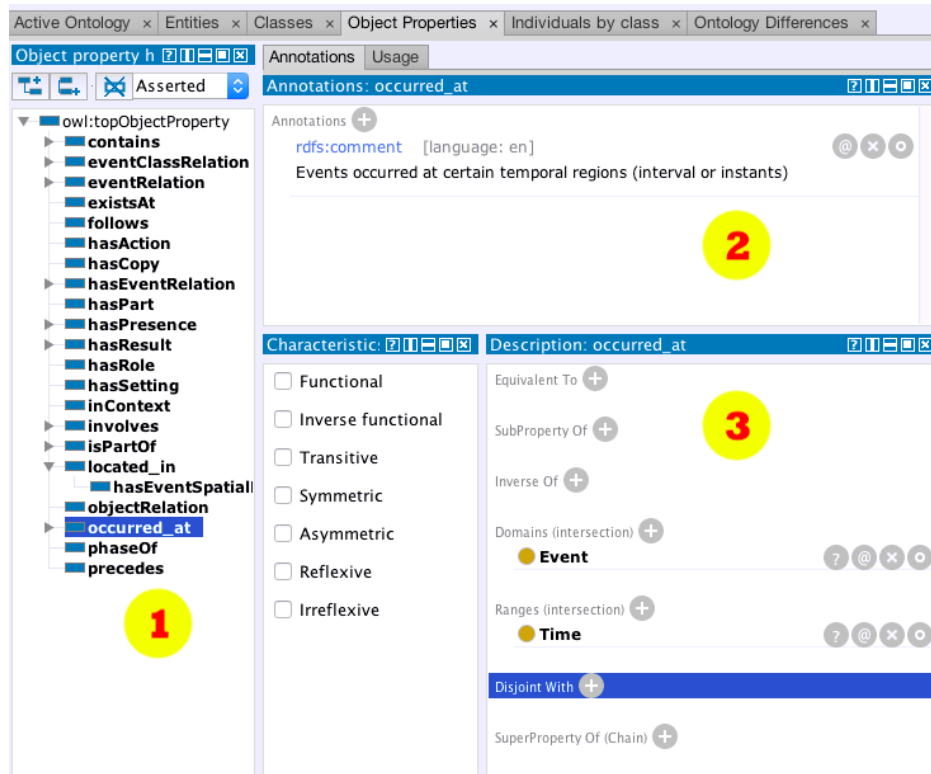 Active Ontology × Entities × Classes × Object Properties × Individuals by class × Ontology Differences ×
Object property h
Asserted
owl:topObjectProperty
contains
eventClassRelation
eventRelation
existsAt
follows
hasAction
hasCopy
hasEventRelation
hasPart
hasPresence
hasResult
hasRole
hasSetting
inContext
involves
isPartOf
located_in
hasEventSpatial
objectRelation
occurred_at
phaseOf
precedes
1
Annotations Usage
Annotations: occurred_at
Annotations
rdfs:comment [language: en]
Events occurred at certain temporal regions (interval or instants)
2
Characteristic:
Functional
Inverse functional
Transitive
Symmetric
Asymmetric
Reflexive
Irreflexive
Description: occurred_at
Equivalent To
SubProperty Of
3
Inverse Of
Domains (intersection)
Event
Ranges (intersection)
Time
Disjoint With
SuperProperty Of (Chain)